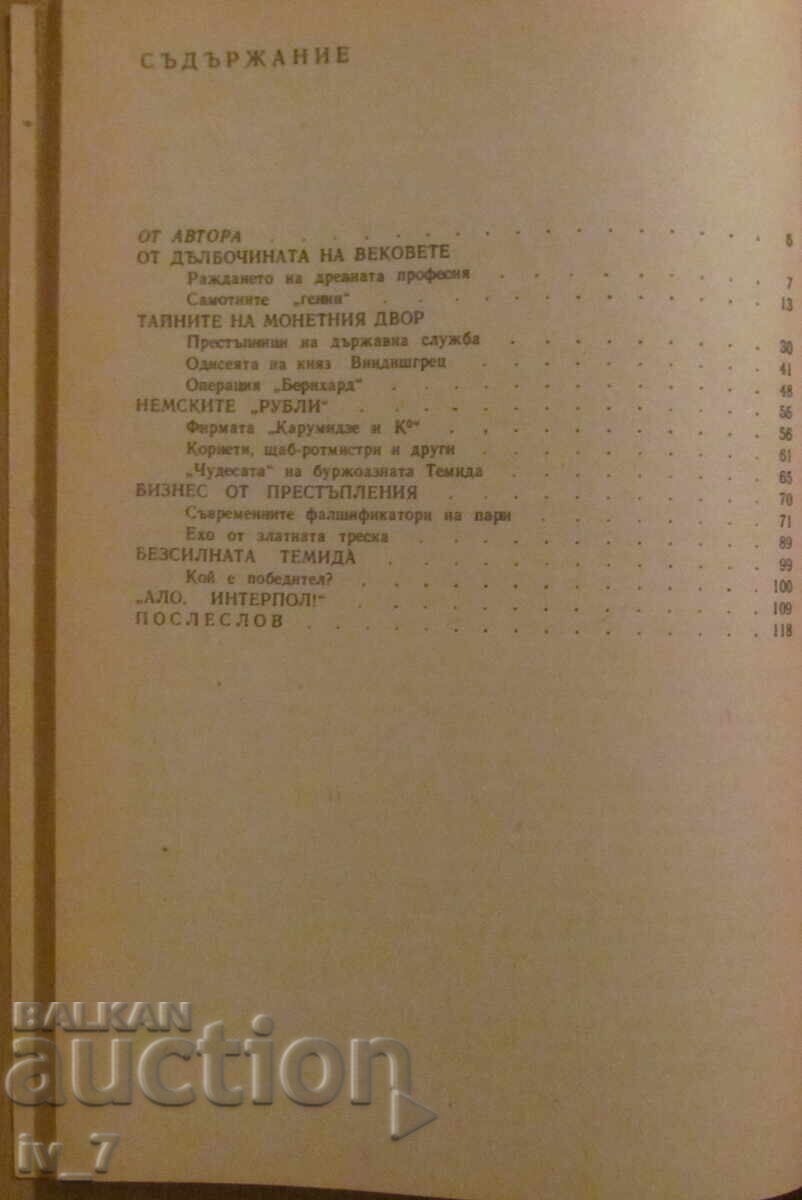 СЪДЪРЖАНИЕ
ОТ АВТОРА . . . . . . . . . . . . . . . . 5
ОТ ДЪЛБОЧИНАТА НА ВЕКОВЕТЕ
Раждането на древната професия . . . . . . . . . 7
Самотните „гении“ . . . . . . . . . . . . 13
ТАЙНИТЕ НА МОНЕТНИЯ ДВОР
Престъпници на държавна служба . . . . . . . . 30
Одисеята на княз Виндишгрец . . . . . . . . . 41
Операция „Бернхард“ . . . . . . . . . . . . 48
НЕМСКИТЕ „РУБЛИ“ . . . . . . . . . . . . . 56
Фирмата „Карумидзе и К⁰“ . . . . . . . . . . 56
Корнети, щаб-ротмистри и други . . . . . . . . . 61
„Чудесата“ на буржоазната Темида . . . . . . . . 65
БИЗНЕС ОТ ПРЕСТЪПЛЕНИЯ . . . . . . . . . . 70
Съвременните фалшификатори на пари . . . . . . . 71
Ехо от златната треска . . . . . . . . . . . 89
БЕЗСИЛНАТА ТЕМИДА . . . . . . . . . . . . 99
Кой е победител? . . . . . . . . . . . . . 100
„АЛО, ИНТЕРПОЛ!“ . . . . . . . . . . . . . 109
ПОСЛЕСЛОВ . . . . . . . . . . . . . . . 118
BALKAN
auction
iv_7